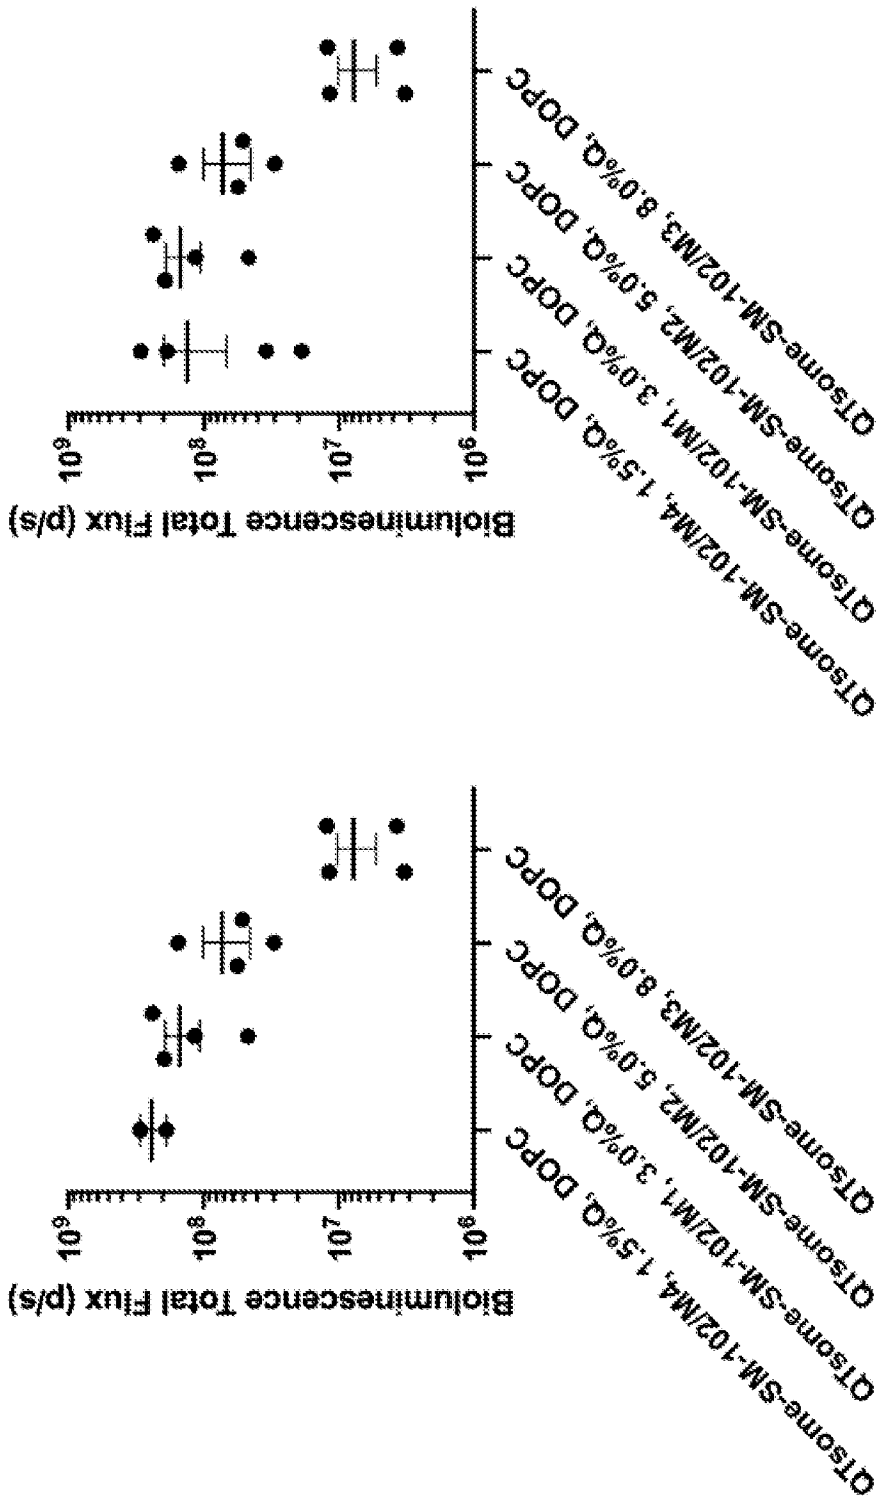 Bioluminescence Total Flux (p/s)
10⁹
10⁸
10⁷
10⁶
QTsome-SM-102/M4, 1.5%Q, DOPC
QTsome-SM-102/M1, 3.0%Q, DOPC
QTsome-SM-102/M2, 5.0%Q, DOPC
QTsome-SM-102/M3, 8.0%Q, DOPC
Bioluminescence Total Flux (p/s)
10⁹
10⁸
10⁷
10⁶
QTsome-SM-102/M4, 1.5%Q, DOPC
QTsome-SM-102/M1, 3.0%Q, DOPC
QTsome-SM-102/M2, 5.0%Q, DOPC
QTsome-SM-102/M3, 8.0%Q, DOPC